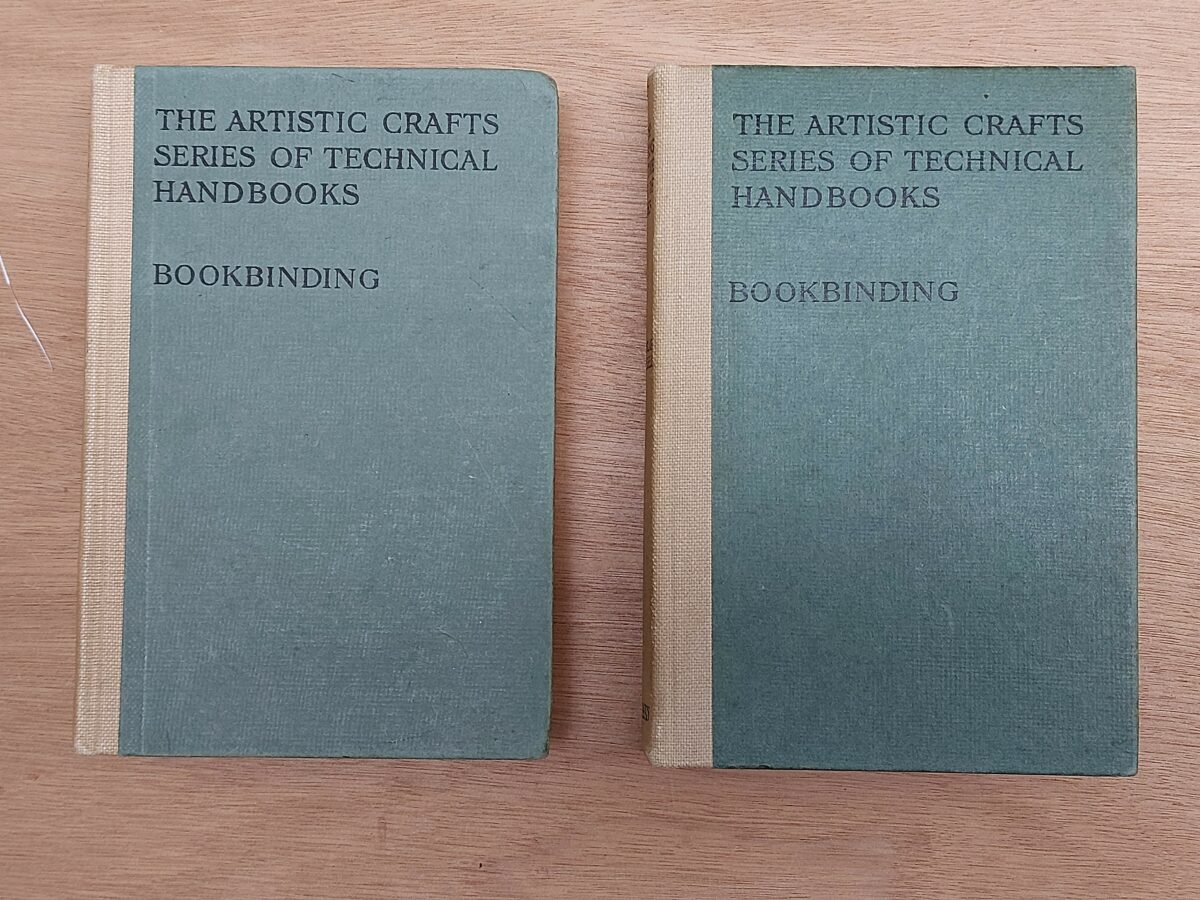 THE ARTISTIC CRAFTS
SERIES OF TECHNICAL
HANDBOOKS
BOOKBINDING
THE ARTISTIC CRAFTS
SERIES OF TECHNICAL
HANDBOOKS
BOOKBINDING